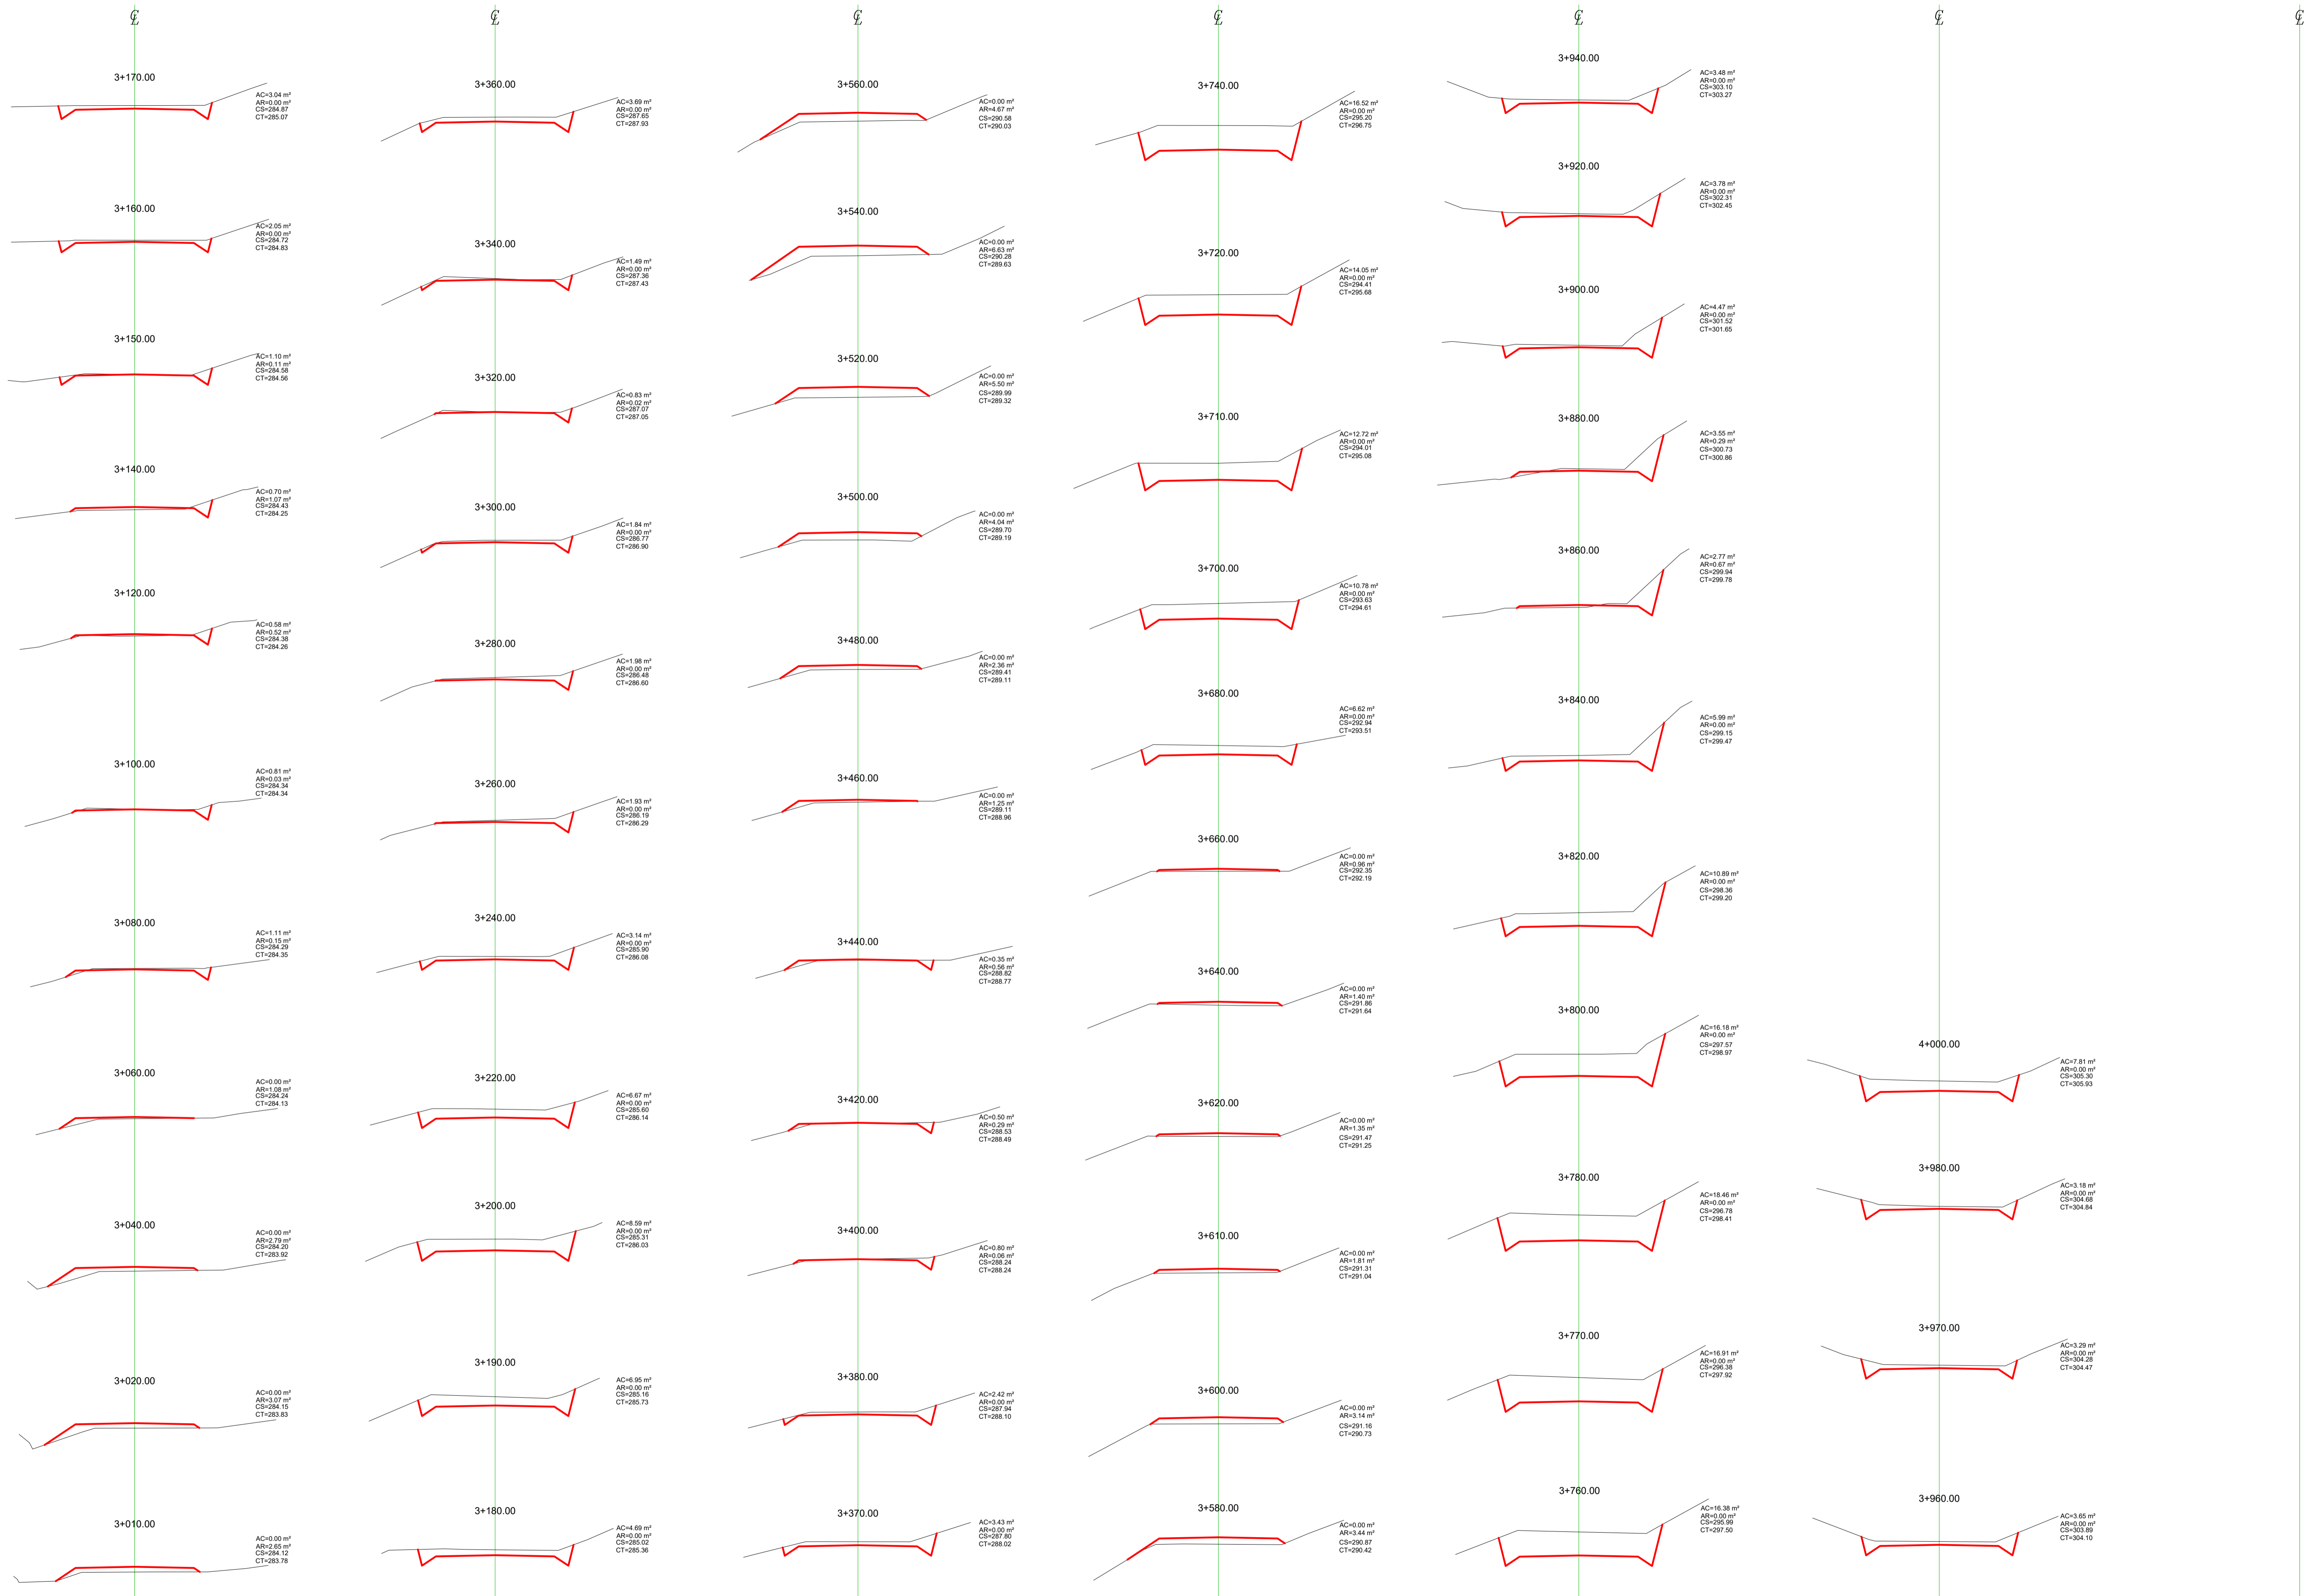 ℄
3+170.00
AC=3.04 m²
AR=0.00 m²
CS=284.87
CT=285.07
3+160.00
AC=2.05 m²
AR=0.00 m²
CS=284.72
CT=284.83
3+150.00
AC=1.10 m²
AR=0.11 m²
CS=284.58
CT=284.56
3+140.00
AC=0.70 m²
AR=1.07 m²
CS=284.43
CT=284.25
3+120.00
AC=0.58 m²
AR=0.52 m²
CS=284.38
CT=284.26
3+100.00
AC=0.81 m²
AR=0.03 m²
CS=284.34
CT=284.34
3+080.00
AC=1.11 m²
AR=0.15 m²
CS=284.29
CT=284.35
3+060.00
AC=0.00 m²
AR=1.08 m²
CS=284.24
CT=284.13
3+040.00
AC=0.00 m²
AR=2.79 m²
CS=284.20
CT=283.92
3+020.00
AC=0.00 m²
AR=3.07 m²
CS=284.15
CT=283.83
3+010.00
AC=0.00 m²
AR=2.65 m²
CS=284.12
CT=283.78
℄
3+360.00
AC=3.69 m²
AR=0.00 m²
CS=287.65
CT=287.93
3+340.00
AC=1.49 m²
AR=0.00 m²
CS=287.36
CT=287.43
3+320.00
AC=0.83 m²
AR=0.02 m²
CS=287.07
CT=287.05
3+300.00
AC=1.84 m²
AR=0.00 m²
CS=286.77
CT=286.90
3+280.00
AC=1.98 m²
AR=0.00 m²
CS=286.48
CT=286.60
3+260.00
AC=1.93 m²
AR=0.00 m²
CS=286.19
CT=286.29
3+240.00
AC=3.14 m²
AR=0.00 m²
CS=285.90
CT=286.08
3+220.00
AC=6.67 m²
AR=0.00 m²
CS=285.60
CT=286.14
3+200.00
AC=8.59 m²
AR=0.00 m²
CS=285.31
CT=286.03
3+190.00
AC=6.95 m²
AR=0.00 m²
CS=285.16
CT=285.73
3+180.00
AC=4.69 m²
AR=0.00 m²
CS=285.02
CT=285.36
℄
3+560.00
AC=0.00 m²
AR=4.67 m²
CS=290.58
CT=290.03
3+540.00
AC=0.00 m²
AR=6.63 m²
CS=290.28
CT=289.63
3+520.00
AC=0.00 m²
AR=5.50 m²
CS=289.99
CT=289.32
3+500.00
AC=0.00 m²
AR=4.04 m²
CS=289.70
CT=289.19
3+480.00
AC=0.00 m²
AR=2.36 m²
CS=289.41
CT=289.11
3+460.00
AC=0.00 m²
AR=1.25 m²
CS=289.11
CT=288.96
3+440.00
AC=0.35 m²
AR=0.56 m²
CS=288.82
CT=288.77
3+420.00
AC=0.50 m²
AR=0.29 m²
CS=288.53
CT=288.49
3+400.00
AC=0.80 m²
AR=0.06 m²
CS=288.24
CT=288.24
3+380.00
AC=2.42 m²
AR=0.00 m²
CS=287.94
CT=288.10
3+370.00
AC=3.43 m²
AR=0.00 m²
CS=287.80
CT=288.02
℄
3+740.00
AC=16.52 m²
AR=0.00 m²
CS=295.20
CT=296.75
3+720.00
AC=14.05 m²
AR=0.00 m²
CS=294.41
CT=295.68
3+710.00
AC=12.72 m²
AR=0.00 m²
CS=294.01
CT=295.08
3+700.00
AC=10.78 m²
AR=0.00 m²
CS=293.63
CT=294.61
3+680.00
AC=6.62 m²
AR=0.00 m²
CS=292.94
CT=293.51
3+660.00
AC=0.00 m²
AR=0.96 m²
CS=292.35
CT=292.19
3+640.00
AC=0.00 m²
AR=1.40 m²
CS=291.86
CT=291.64
3+620.00
AC=0.00 m²
AR=1.35 m²
CS=291.47
CT=291.25
3+610.00
AC=0.00 m²
AR=1.81 m²
CS=291.31
CT=291.04
3+600.00
AC=0.00 m²
AR=3.14 m²
CS=291.16
CT=290.73
3+580.00
AC=0.00 m²
AR=3.44 m²
CS=290.87
CT=290.42
℄
3+940.00
AC=3.48 m²
AR=0.00 m²
CS=303.10
CT=303.27
3+920.00
AC=3.78 m²
AR=0.00 m²
CS=302.31
CT=302.45
3+900.00
AC=4.47 m²
AR=0.00 m²
CS=301.52
CT=301.65
3+880.00
AC=3.55 m²
AR=0.29 m²
CS=300.73
CT=300.86
3+860.00
AC=2.77 m²
AR=0.67 m²
CS=299.94
CT=299.78
3+840.00
AC=5.99 m²
AR=0.00 m²
CS=299.15
CT=299.47
3+820.00
AC=10.89 m²
AR=0.00 m²
CS=298.36
CT=299.20
3+800.00
AC=16.18 m²
AR=0.00 m²
CS=297.57
CT=298.97
3+780.00
AC=18.46 m²
AR=0.00 m²
CS=296.78
CT=298.41
3+770.00
AC=16.91 m²
AR=0.00 m²
CS=296.38
CT=297.92
3+760.00
AC=16.38 m²
AR=0.00 m²
CS=295.99
CT=297.50
℄
4+000.00
AC=7.81 m²
AR=0.00 m²
CS=305.30
CT=305.93
3+980.00
AC=3.18 m²
AR=0.00 m²
CS=304.68
CT=304.84
3+970.00
AC=3.29 m²
AR=0.00 m²
CS=304.28
CT=304.47
3+960.00
AC=3.65 m²
AR=0.00 m²
CS=303.89
CT=304.10
℄